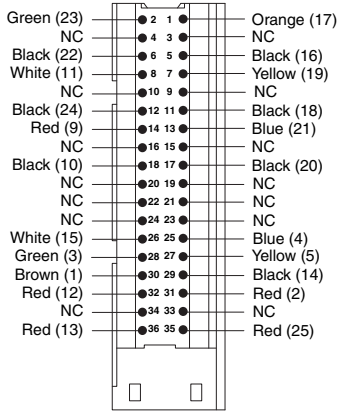 Green (23) 2 1 Orange (17)
NC 4 3 NC
Black (22) 6 5 Black (16)
White (11) 8 7 Yellow (19)
NC 10 9 NC
Black (24) 12 11 Black (18)
Red (9) 14 13 Blue (21)
NC 16 15 NC
Black (10) 18 17 Black (20)
NC 20 19 NC
NC 22 21 NC
NC 24 23 NC
White (15) 26 25 Blue (4)
Green (3) 28 27 Yellow (5)
Brown (1) 30 29 Black (14)
Red (12) 32 31 Red (2)
NC 34 33 NC
Red (13) 36 35 Red (25)